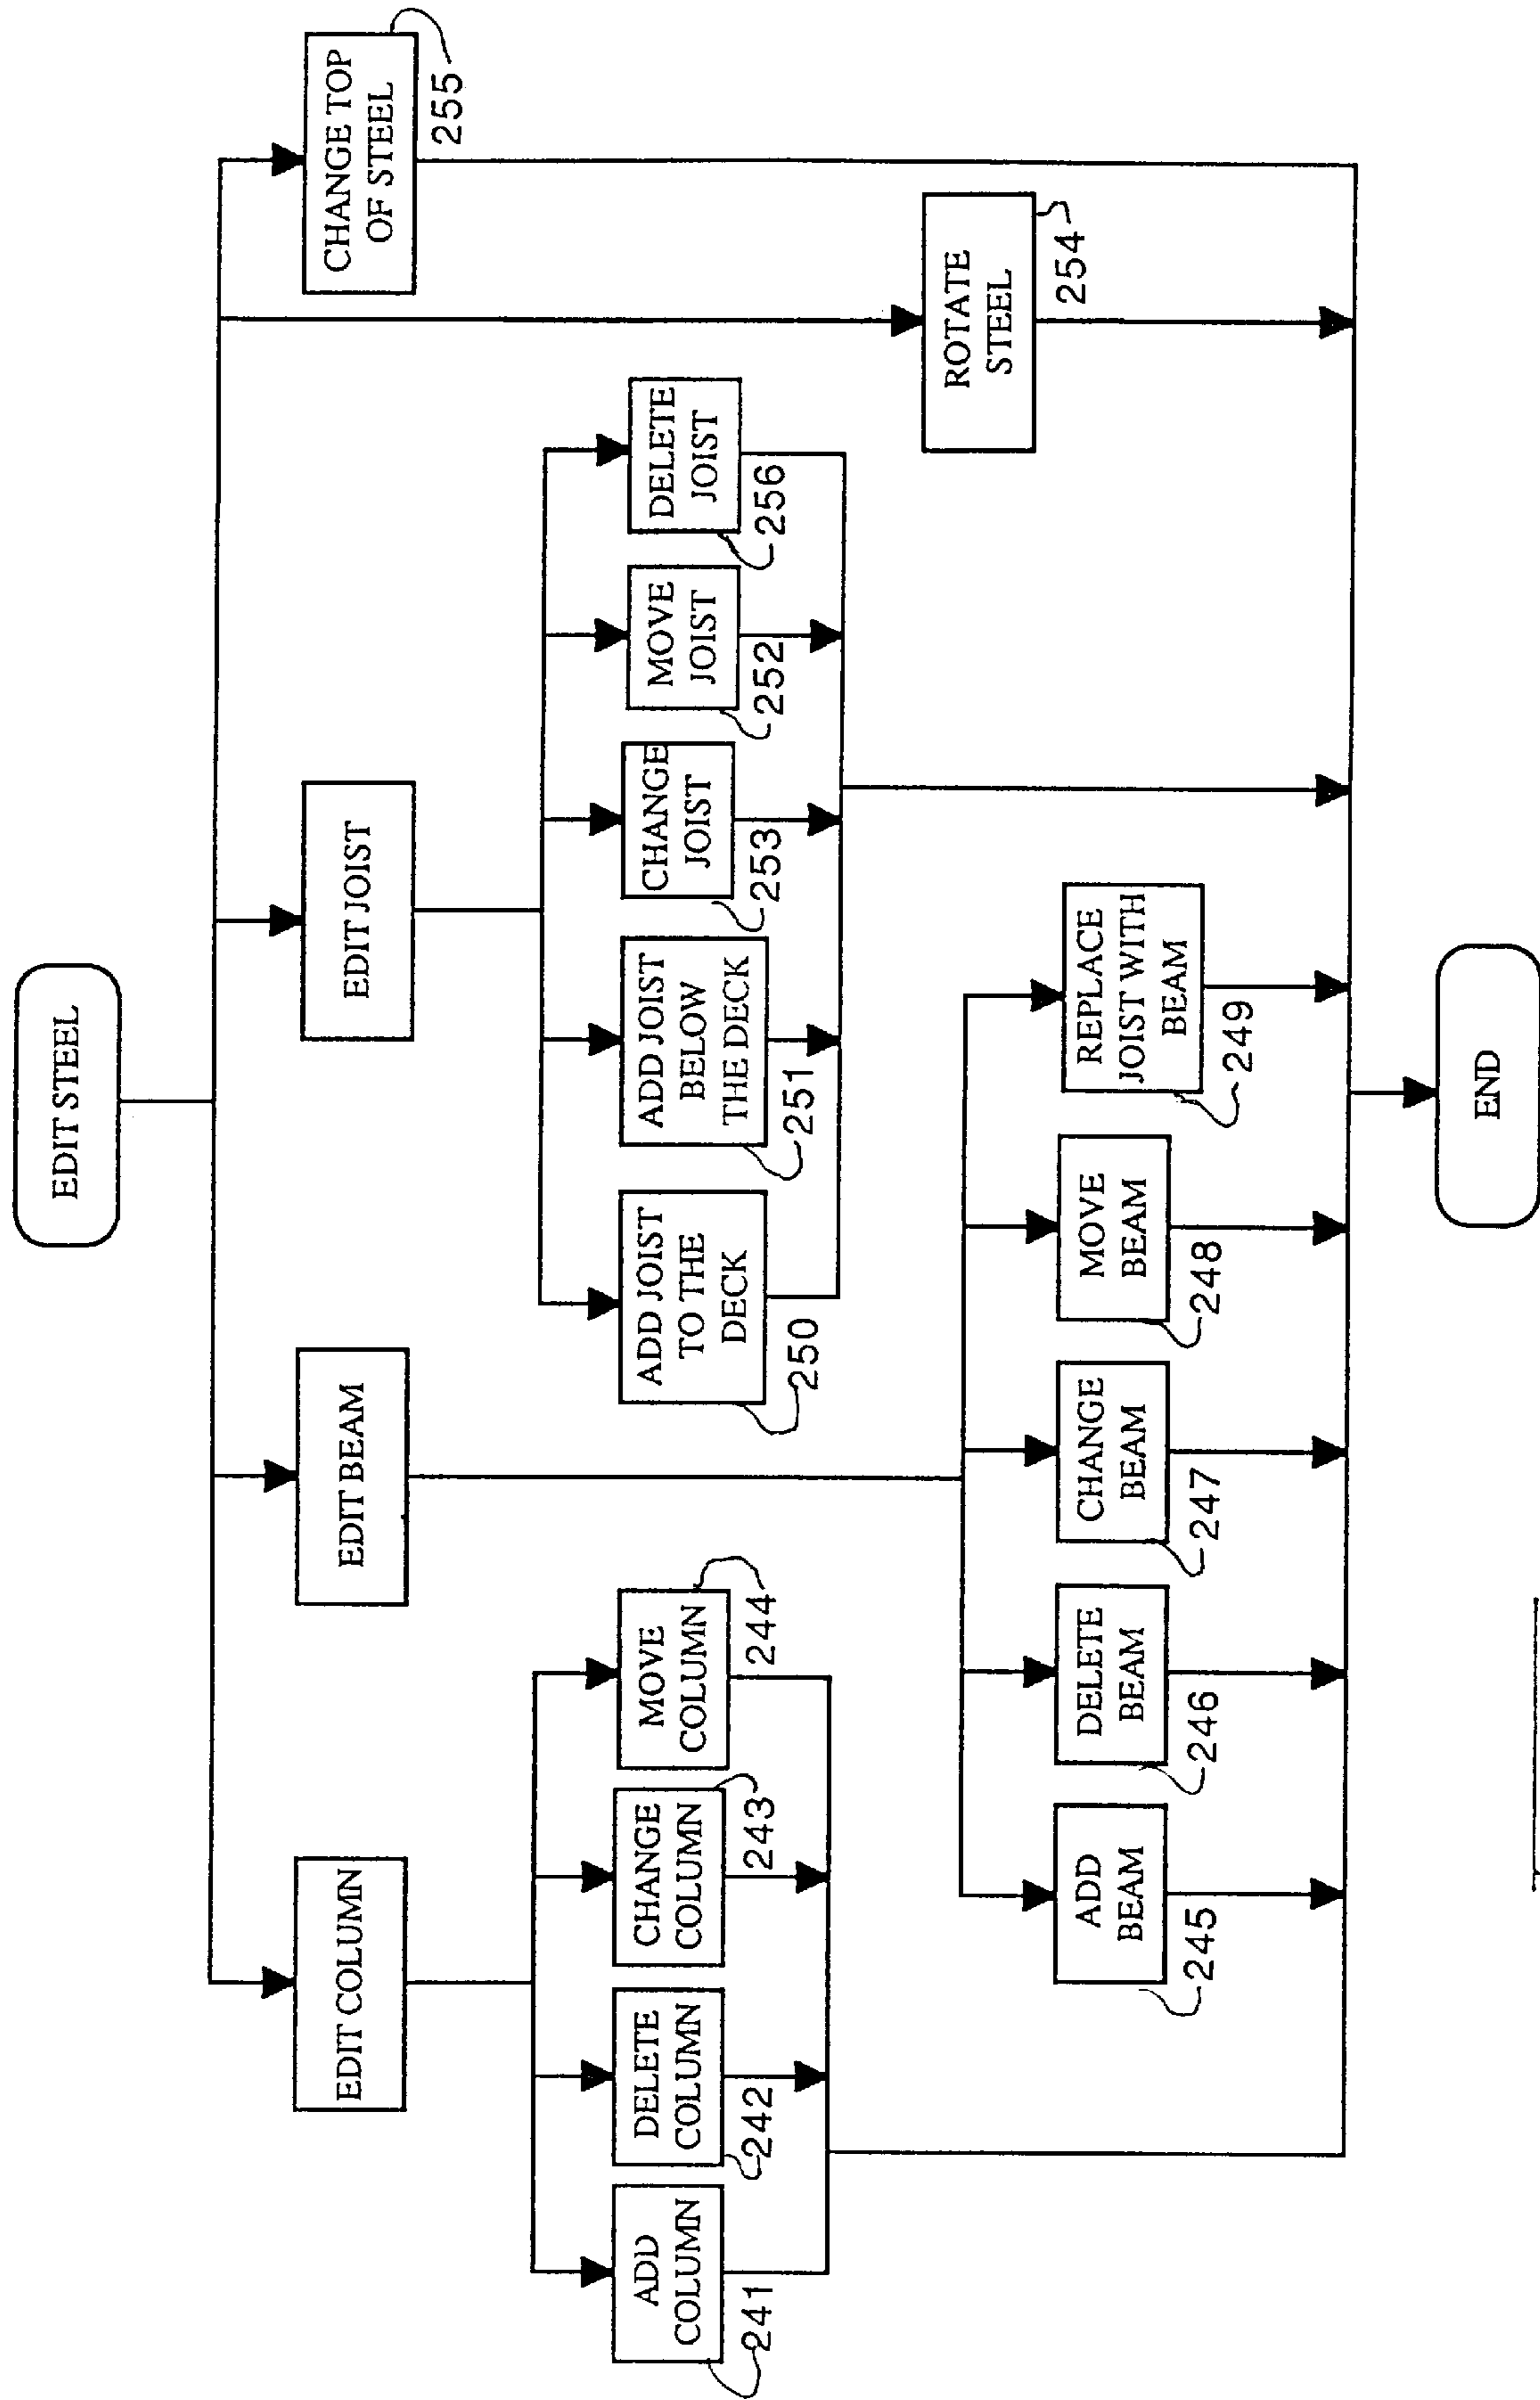 EDIT STEEL
EDIT COLUMN
EDIT BEAM
EDIT JOIST
CHANGE TOP
OF STEEL
255
ADD
COLUMN
241
DELETE
COLUMN
242
CHANGE
COLUMN
243
MOVE
COLUMN
244
ADD JOIST
TO THE
DECK
250
ADD JOIST
BELOW
THE DECK
251
CHANGE
JOIST
253
MOVE
JOIST
252
DELETE
JOIST
256
ROTATE
STEEL
254
ADD
BEAM
245
DELETE
BEAM
246
CHANGE
BEAM
247
MOVE
BEAM
248
REPLACE
JOIST WITH
BEAM
249
END